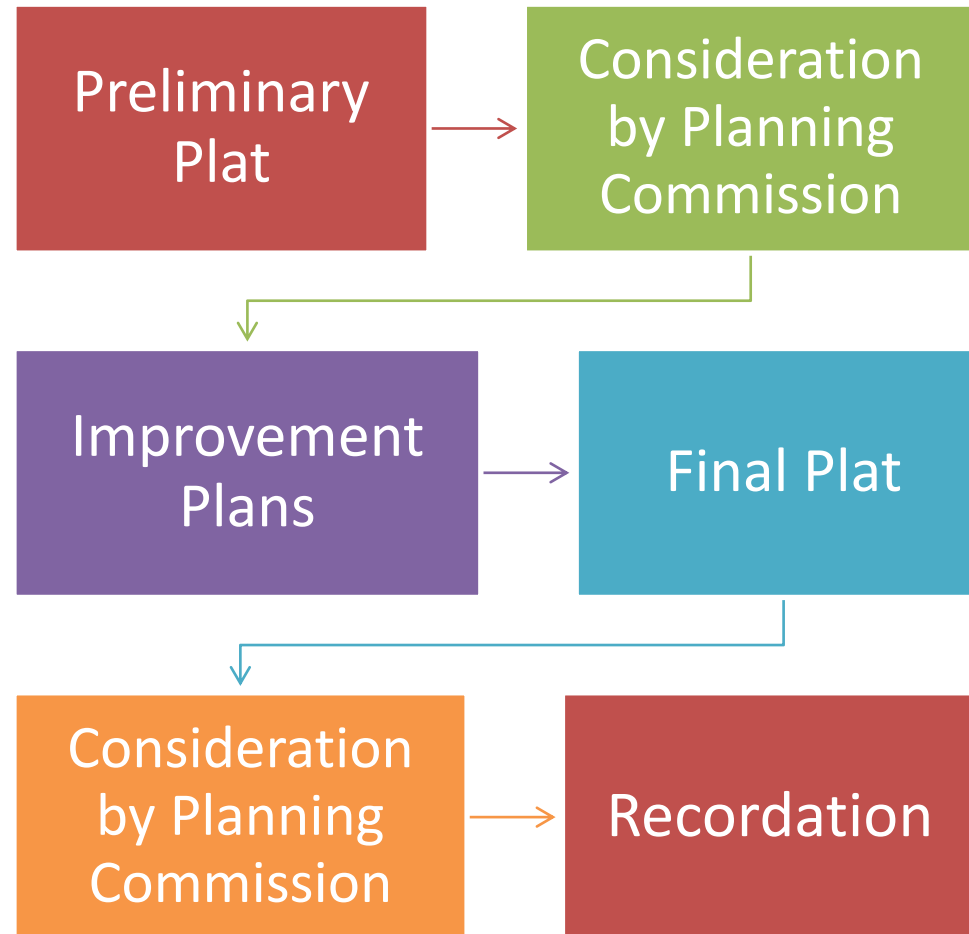 Preliminary
Plat
Consideration
by Planning
Commission
Improvement
Plans
Final Plat
Consideration
by Planning
Commission
Recordation